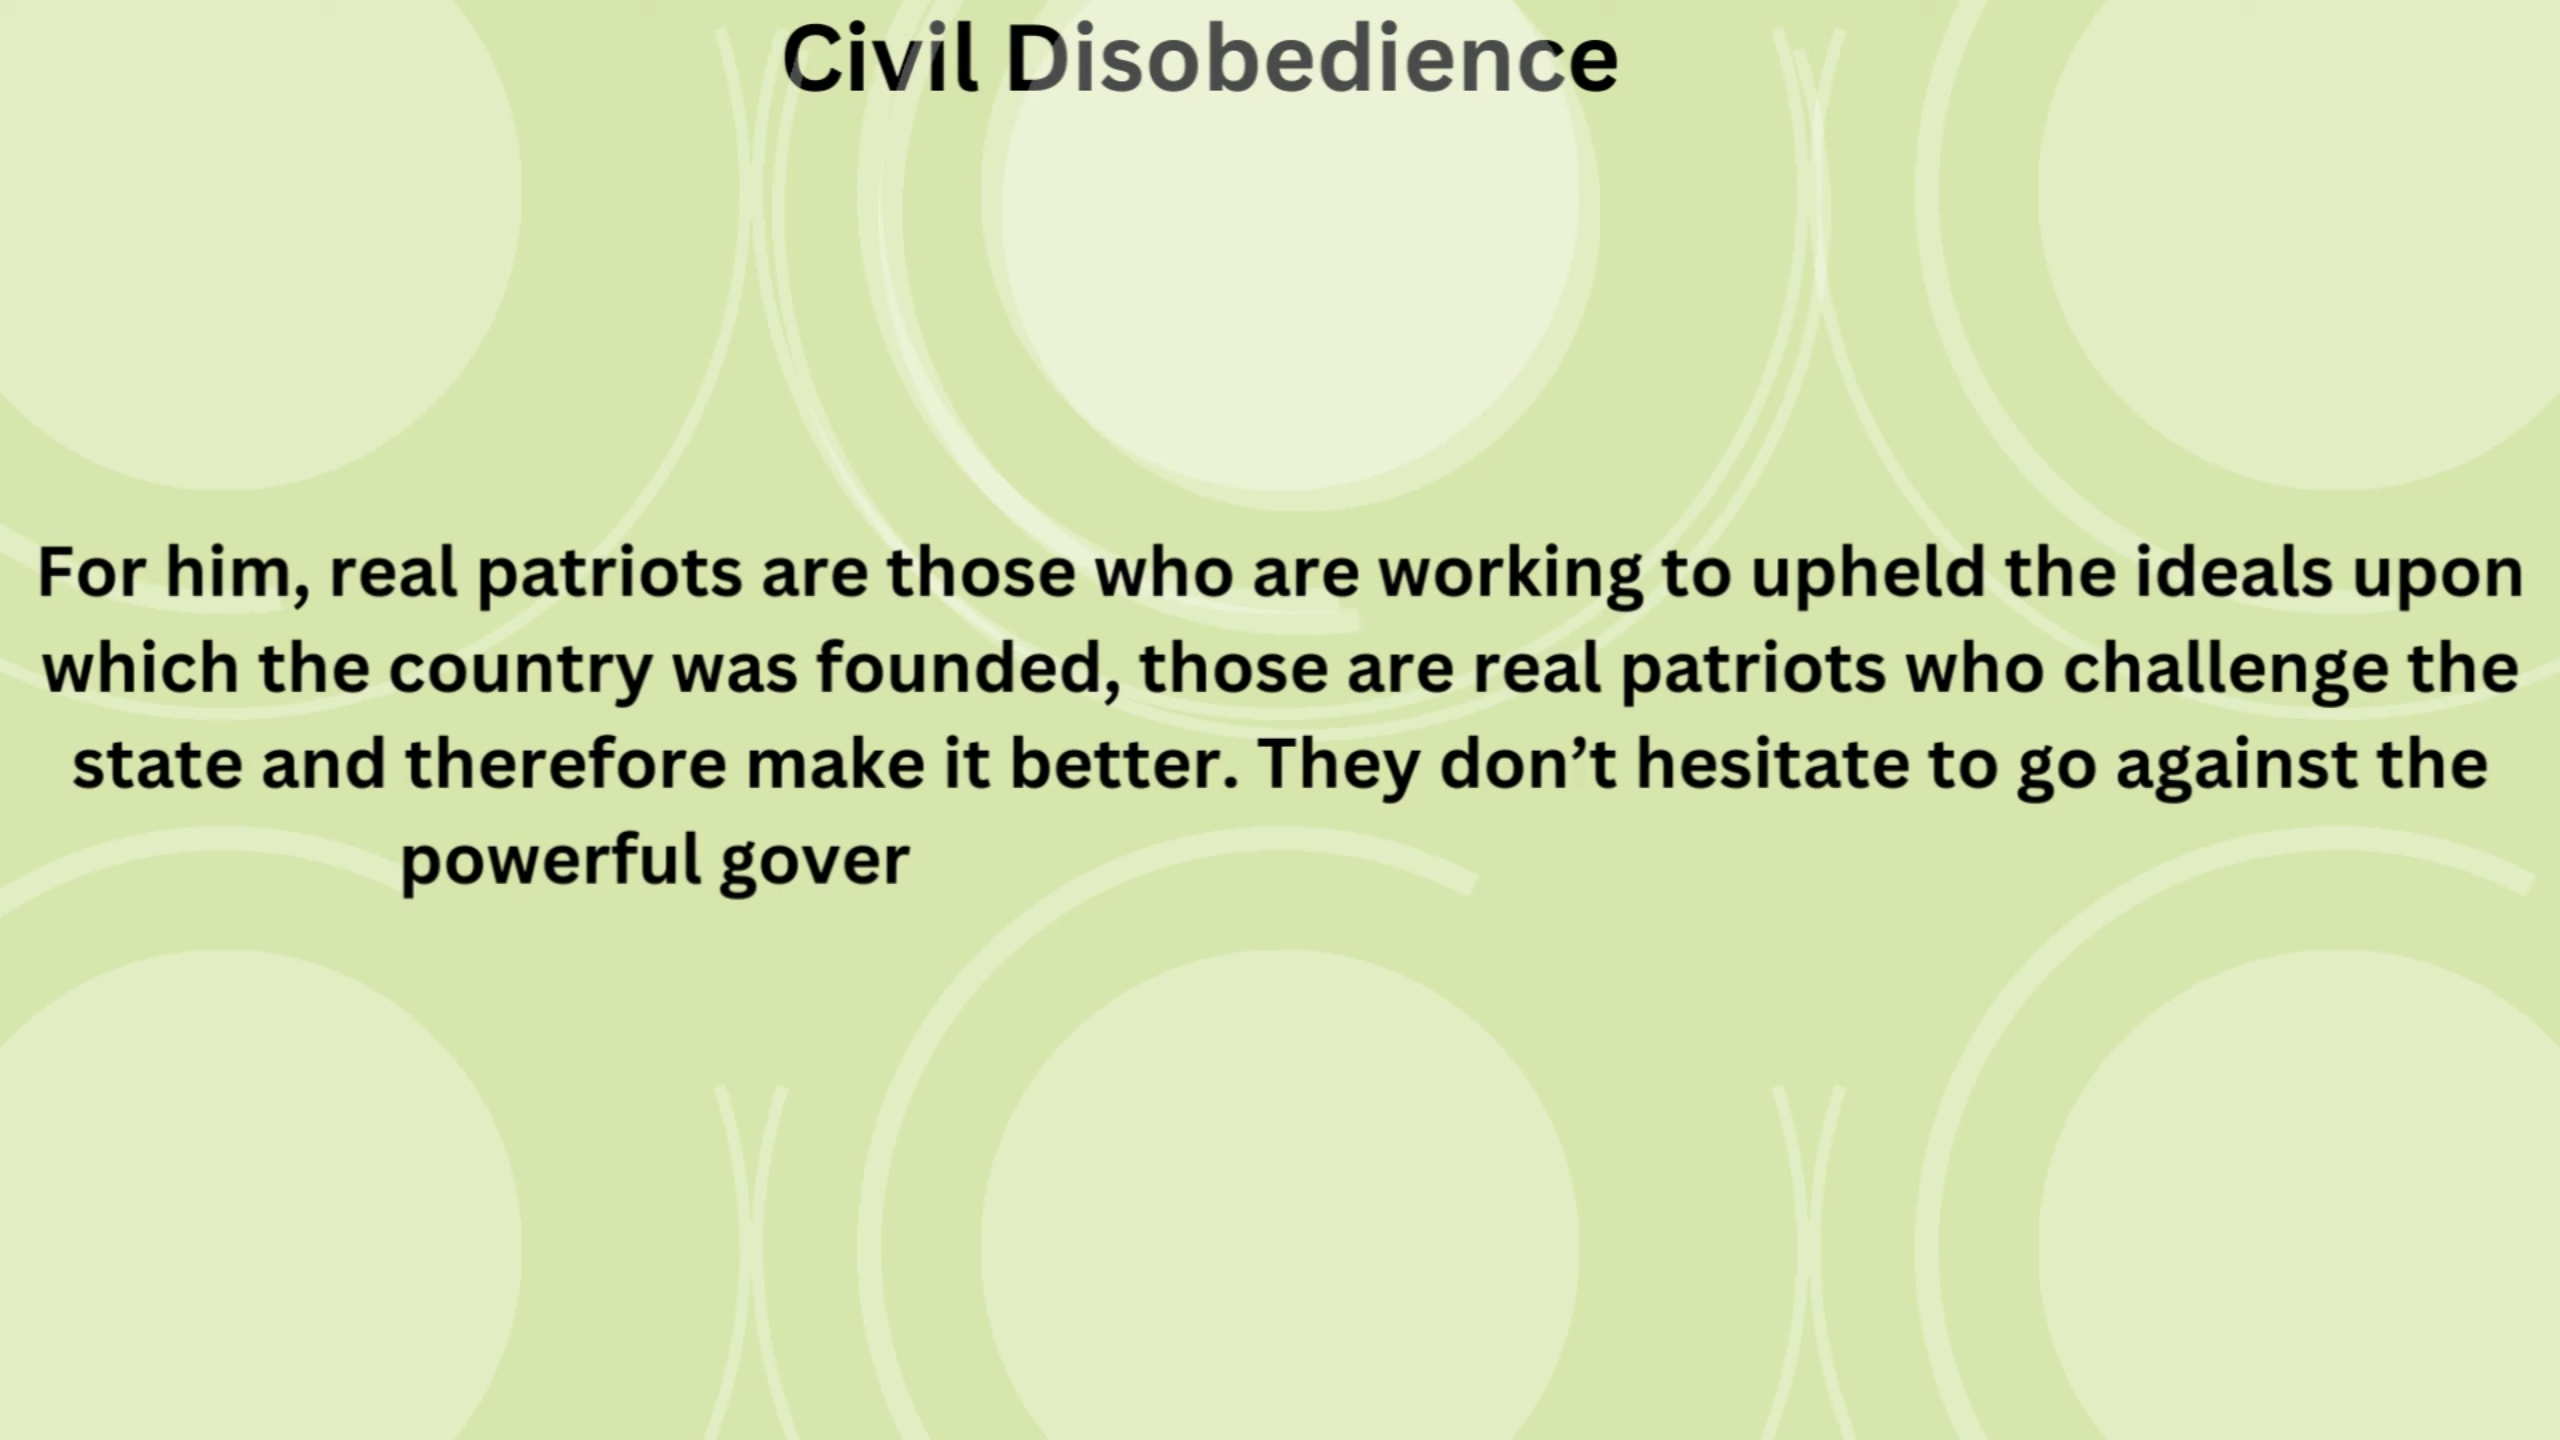 Civil Disobedience
For him, real patriots are those who are working to upheld the ideals upon
which the country was founded, those are real patriots who challenge the
state and therefore make it better. They don’t hesitate to go against the
powerful gover